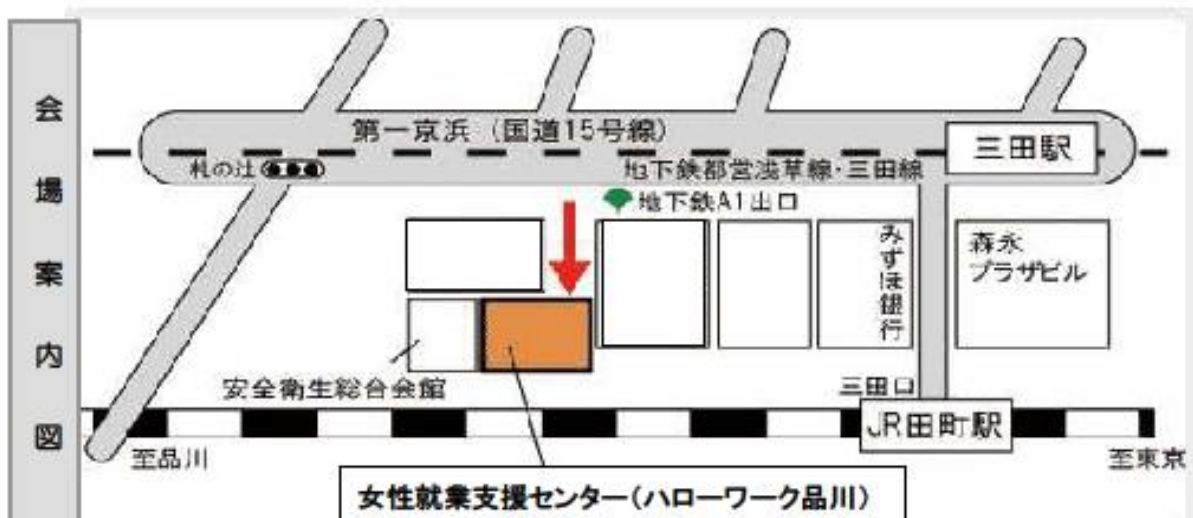 会場案内図
第一京浜（国道15号線）
三田駅
札の辻
地下鉄都営浅草線・三田線
地下鉄A1出口
みずほ銀行
森永
プラザビル
安全衛生総合会館
三田口
JR田町駅
至品川
至東京
女性就業支援センター（ハローワーク品川）